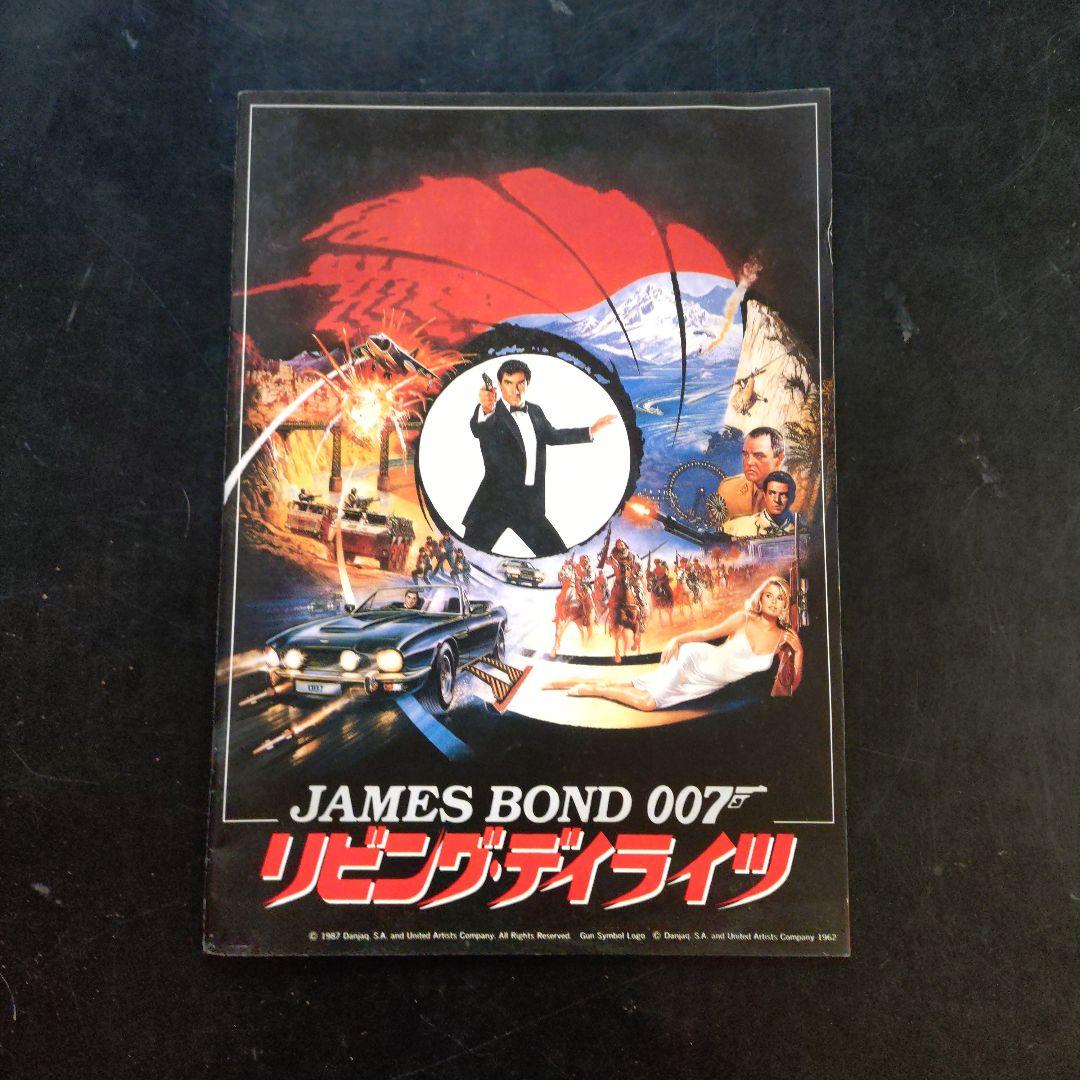 JAMES BOND 007
リビング・デイライツ
© 1987 Danjaq, S.A. and United Artists Company. All Rights Reserved. Gun Symbol Logo © Danjaq, S.A. and United Artists Company 1962